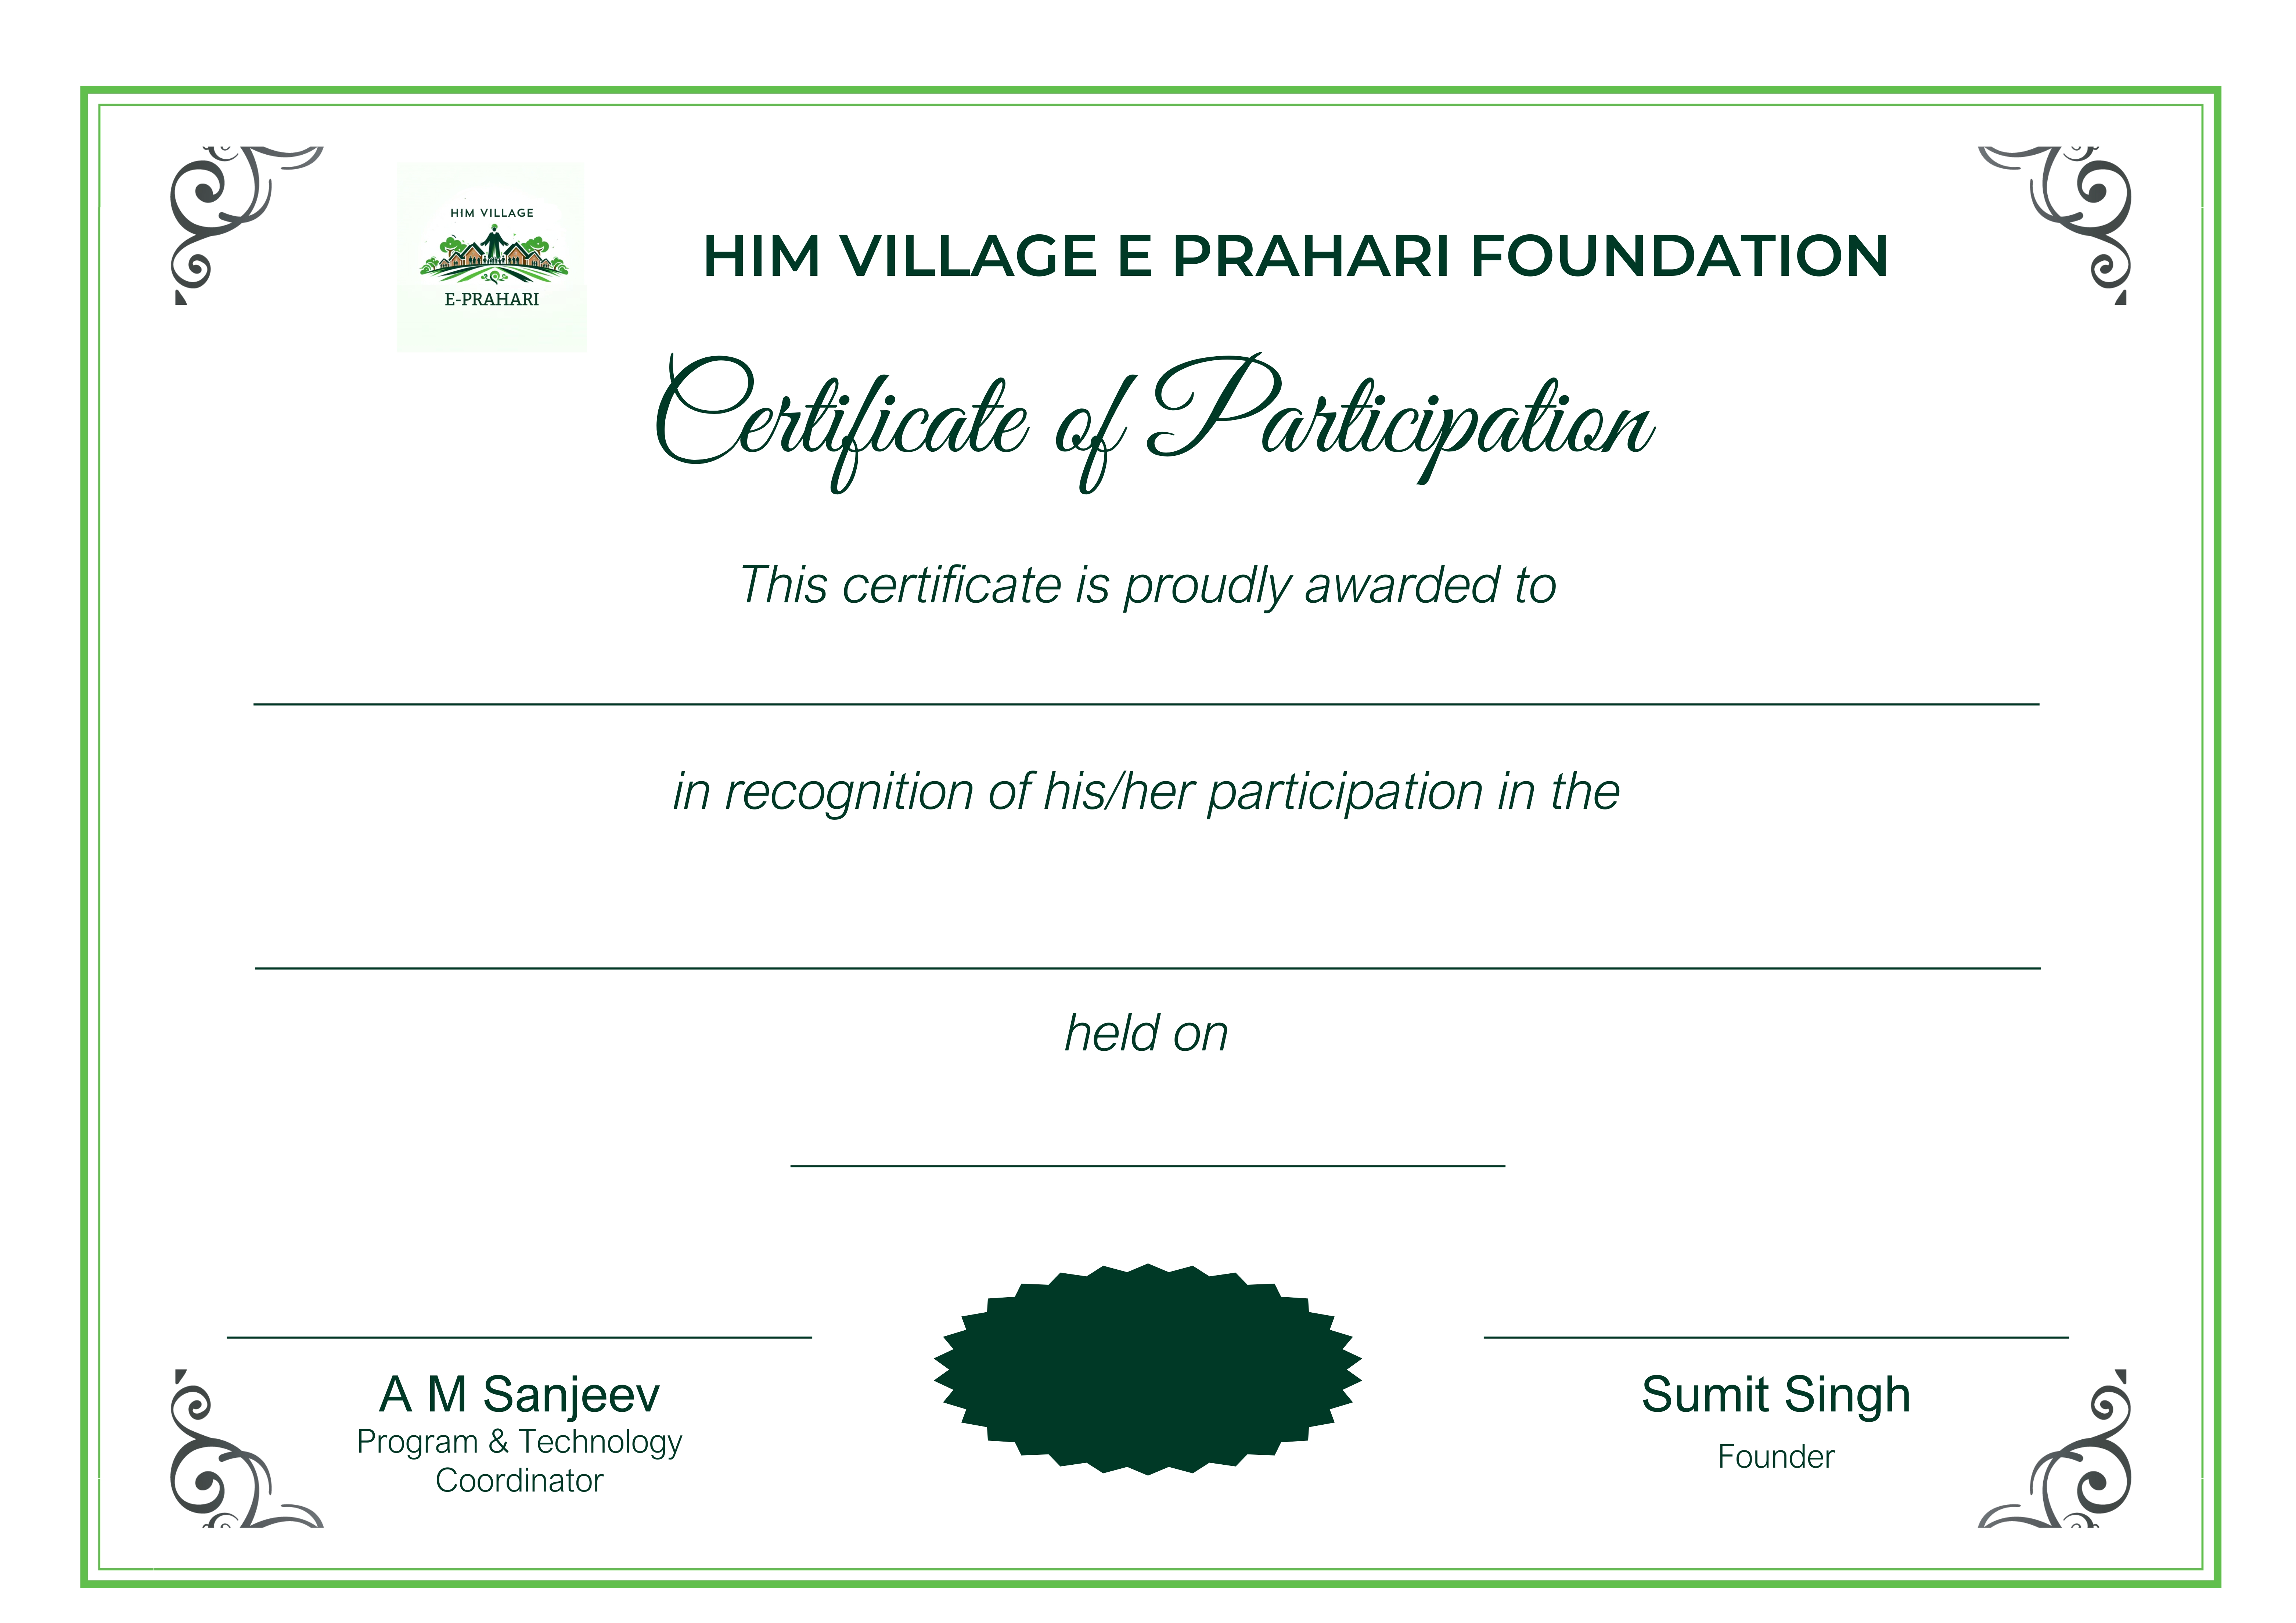 HIM VILLAGE
E-PRAHARI
HIM VILLAGE E PRAHARI FOUNDATION
Certificate of Participation
This certificate is proudly awarded to
in recognition of his/her participation in the
held on
A M Sanjeev
Program & Technology
Coordinator
Sumit Singh
Founder